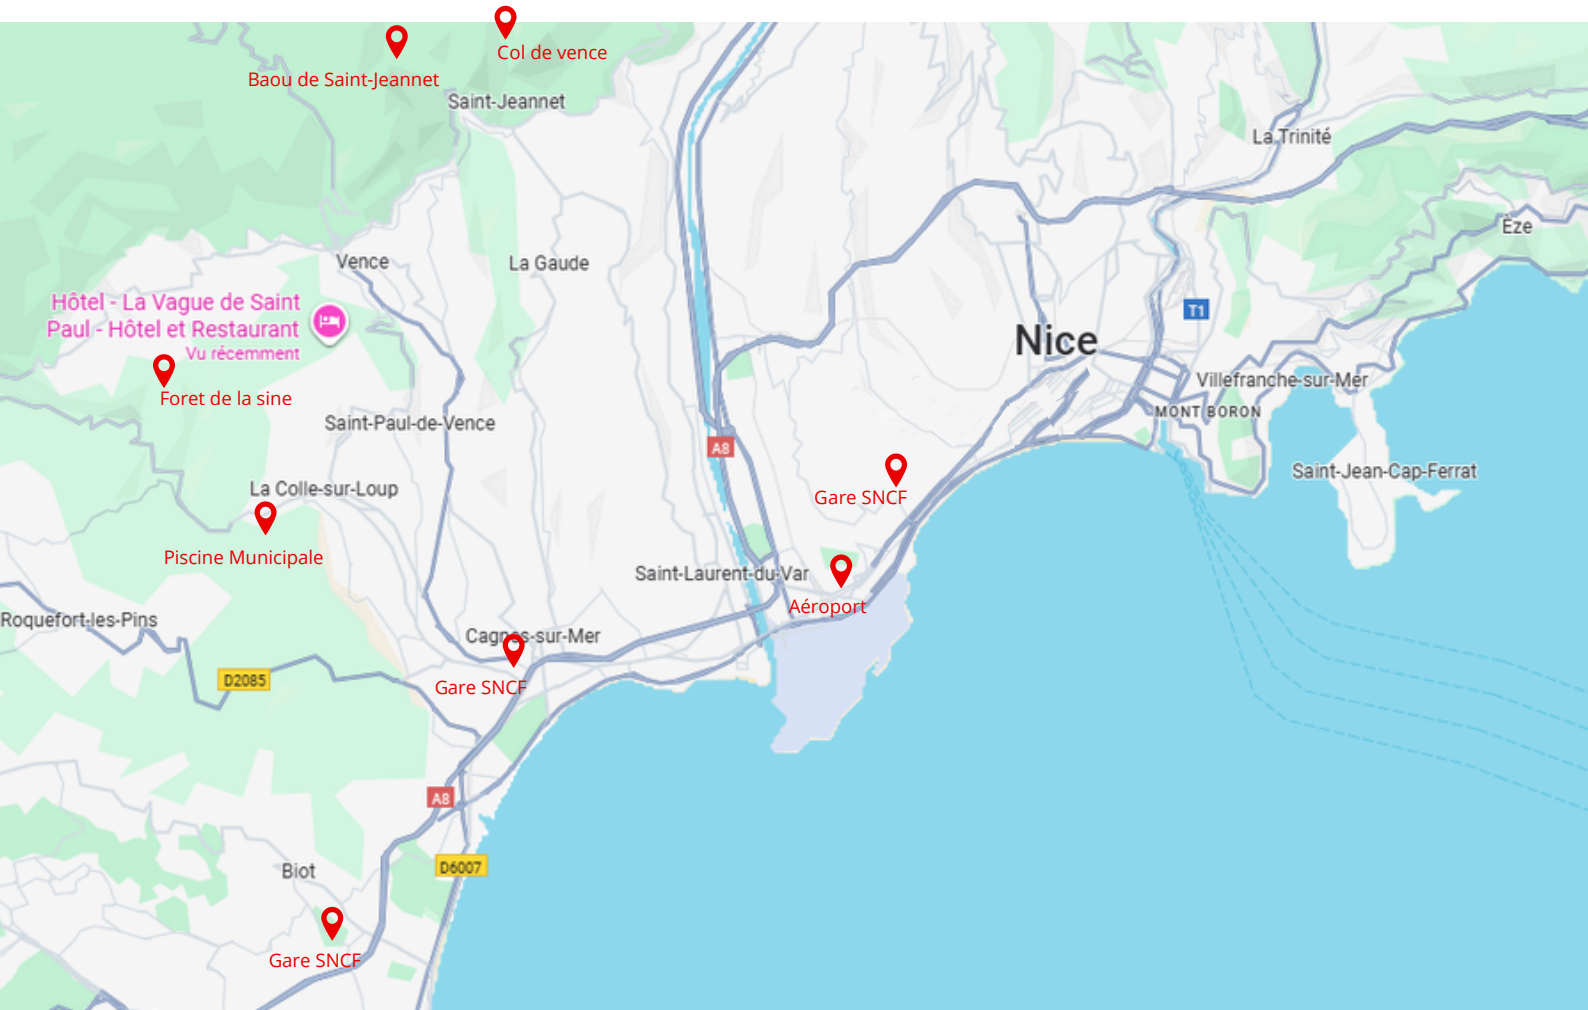 Col de vence
Baou de Saint-Jeannet
Saint-Jeannet
La Trinité
Èze
Vence
La Gaude
Hôtel - La Vague de Saint
Paul - Hôtel et Restaurant
Vu récemment
T1
Nice
Foret de la sine
Villefranche-sur-Mer
MONT BORON
Saint-Paul-de-Vence
A8
Saint-Jean-Cap-Ferrat
La Colle-sur-Loup
Gare SNCF
Piscine Municipale
Saint-Laurent-du-Var
Aéroport
Roquefort-les-Pins
Cagnes-sur-Mer
D2085
Gare SNCF
A8
D6007
Biot
Gare SNCF